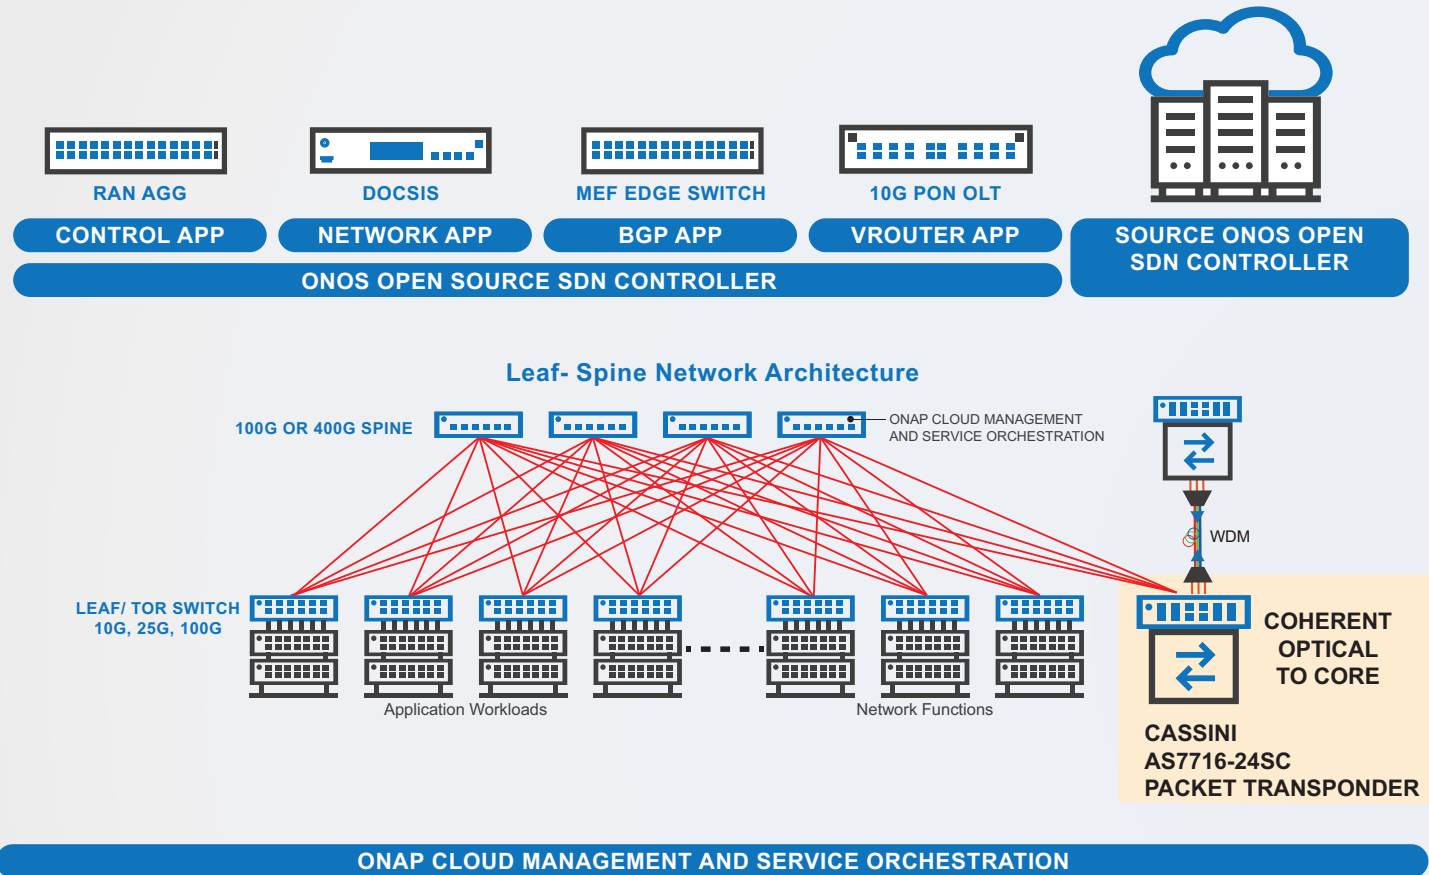 RAN AGG
DOCSIS
MEF EDGE SWITCH
10G PON OLT
CONTROL APP
NETWORK APP
BGP APP
VROUTER APP
ONOS OPEN SOURCE SDN CONTROLLER
SOURCE ONOS OPEN
SDN CONTROLLER
Leaf- Spine Network Architecture
100G OR 400G SPINE
ONAP CLOUD MANAGEMENT
AND SERVICE ORCHESTRATION
WDM
LEAF/ TOR SWITCH
10G, 25G, 100G
Application Workloads
Network Functions
COHERENT
OPTICAL
TO CORE
CASSINI
AS7716-24SC
PACKET TRANSPONDER
ONAP CLOUD MANAGEMENT AND SERVICE ORCHESTRATION